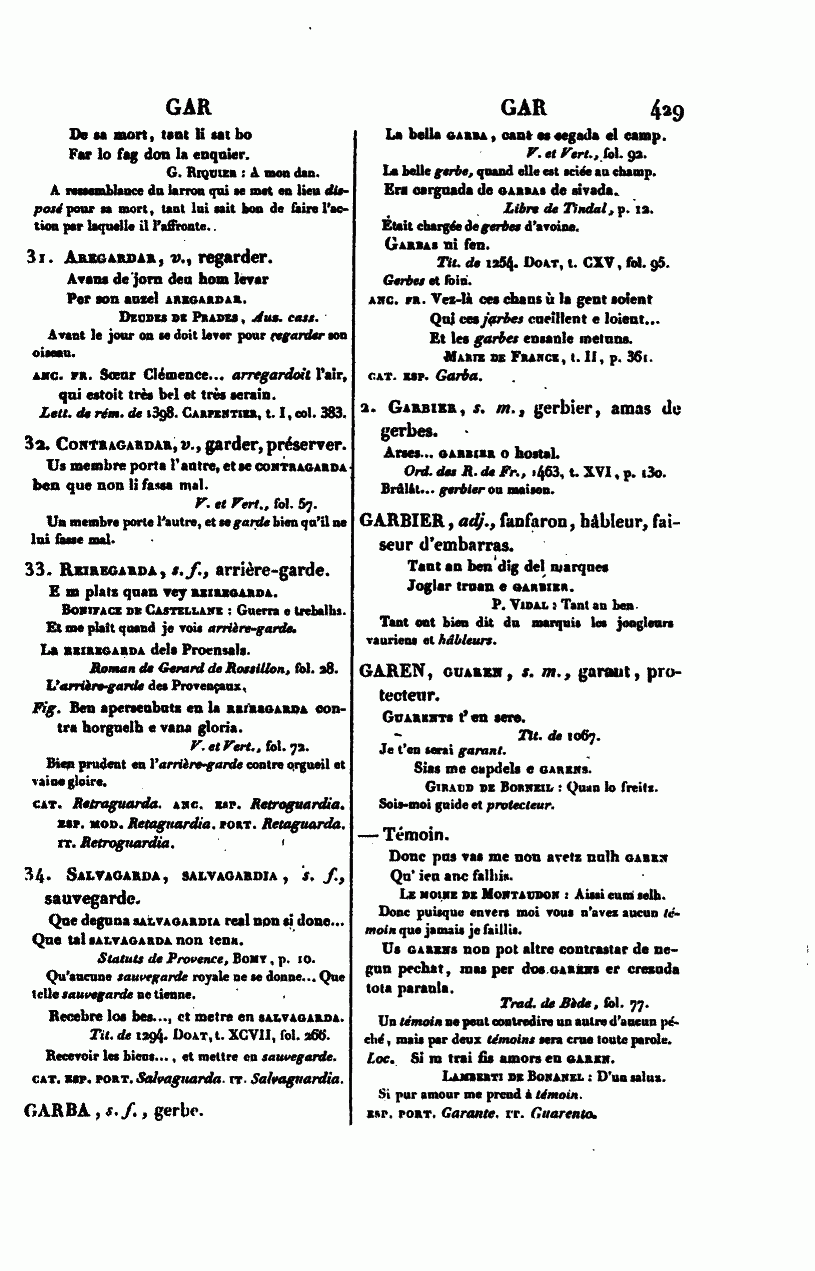 GAR
De sa mort, tant li sat bo
Far lo fag don la enquier.
G. RIQUIER : A mon dan.
A ressemblance du larron qui se met en lieu dis-
posé pour sa mort, tant lui sait bon de faire l'ac-
tion par laquelle il l'affronte.
31. AREGARDAR, v., regarder.
Avans de jorn deu hom levar
Per son auzel AREGARDAR.
DEUDES DE PRADES, Aus. cass.
Avant le jour on se doit lever pour regarder son
oiseau.
ANC. FR. Sœur Clémence... arregardoit l'air,
qui estoit très bel et très serain.
Lett. de rém. de 1398. CARPENTIER, t. I, col. 383.
32. CONTRAGARDAR, v., garder, préserver.
Us membre porta l'autre, et se CONTRAGARDA
ben que non li fassa mal.
V. et Vert., fol. 57.
Un membre porte l'autre, et se garde bien qu'il ne
lui fasse mal.
33. REIREGARDA, s. f., arrière-garde.
E m platz quan vey REIREGARDA.
BONIFACE DE CASTELLANE : Guerra e trebalhs.
Et me plaît quand je vois arrière-garde.
LA REIREGARDA dels Proensals.
Roman de Gerard de Rossillon, fol. 28.
L'arrière-garde des Provençaux.
Fig. Ben apersenbutz en la REIREGARDA con-
tra horguelh e vana gloria.
V. et Vert., fol. 72.
Bien prudent en l'arrière-garde contre orgueil et
vaine gloire.
CAT. Retraguarda. ANC. ESP. Retroguardia.
ESP. MOD. Retaguardia. PORT. Retaguarda.
IT. Retroguardia.
34. SALVAGARDA, SALVAGARDIA, s. f.,
sauvegarde.
Que deguna SALVAGARDIA real non si done...
Que tal SALVAGARDA non tena.
Statuts de Provence, BOMY, p. 10.
Qu'aucune sauvegarde royale ne se donne... Que
telle sauvegarde ne tienne.
Recebre los bes..., et metre en SALVAGARDA.
Tit. de 1294. DOAT, t. XCVII, fol. 266.
Recevoir les biens..., et mettre en sauvegarde.
CAT. ESP. PORT. Salvaguarda. IT. Salvaguardia.
GARBA, s. f., gerbe.
GAR 429
La bella GARBA, cant es segada el camp.
V. et Vert., fol. 92.
La belle gerbe, quand elle est sciée au champ.
Era carguada de GARBAS de sivada.
Libre de Tindal, p. 12.
Était chargée de gerbes d'avoine.
GARBAS ni fen.
Tit. de 1254. DOAT, t. CXV, fol. 95.
Gerbes et foin.
ANC. FR. Vez-là ces chans ù la gent soient
Qui ces jarbes cueillent e loient...
Et les garbes ensanle metuns.
MARIE DE FRANCE, t. II, p. 361.
CAT. ESP. Garba.
2. GARBIER, s. m., gerbier, amas de
gerbes.
Arses... GARBIER o hostal.
Ord. des R. de Fr., 1463, t. XVI, p. 130.
Brûlât... gerbier ou maison.
GARBIER, adj., fanfaron, hâbleur, fai-
seur d'embarras.
Tant an ben dig del marques
Joglar truan e GARBIER.
P. VIDAL : Tant an ben.
Tant ont bien dit du marquis les jongleurs
vauriens et hâbleurs.
GAREN, GUAREN, s. m., garant, pro-
tecteur.
GUARENTS t'en sere.
Tit. de 1067.
Je t'en serai garant.
Sias me capdels e GARENS.
GIRAUD DE BORNEIL : Quan lo freitz.
Sois-moi guide et protecteur.
— Témoin.
Donc pus vas me non avetz nulh GAREN
Qu' ieu anc falhis.
LE MOINE DE MONTAUDON : Aissi cum selh.
Donc puisque envers moi vous n'avez aucun té-
moin que jamais je faillis.
Us GARENS non pot altre contrastar de ne-
gun pechat, mas per dos GARENS er crezuda
tota paraula.
Trad. de Bède, fol. 77.
Un témoin ne peut contredire un autre d'aucun pé-
ché, mais par deux témoins sera crue toute parole.
Loc. Si m trai fis amors en GAREN.
LAMBERTI DE BONANEL : D'un salux.
Si pur amour me prend à témoin.
ESP. PORT. Garante. IT. Guarento.